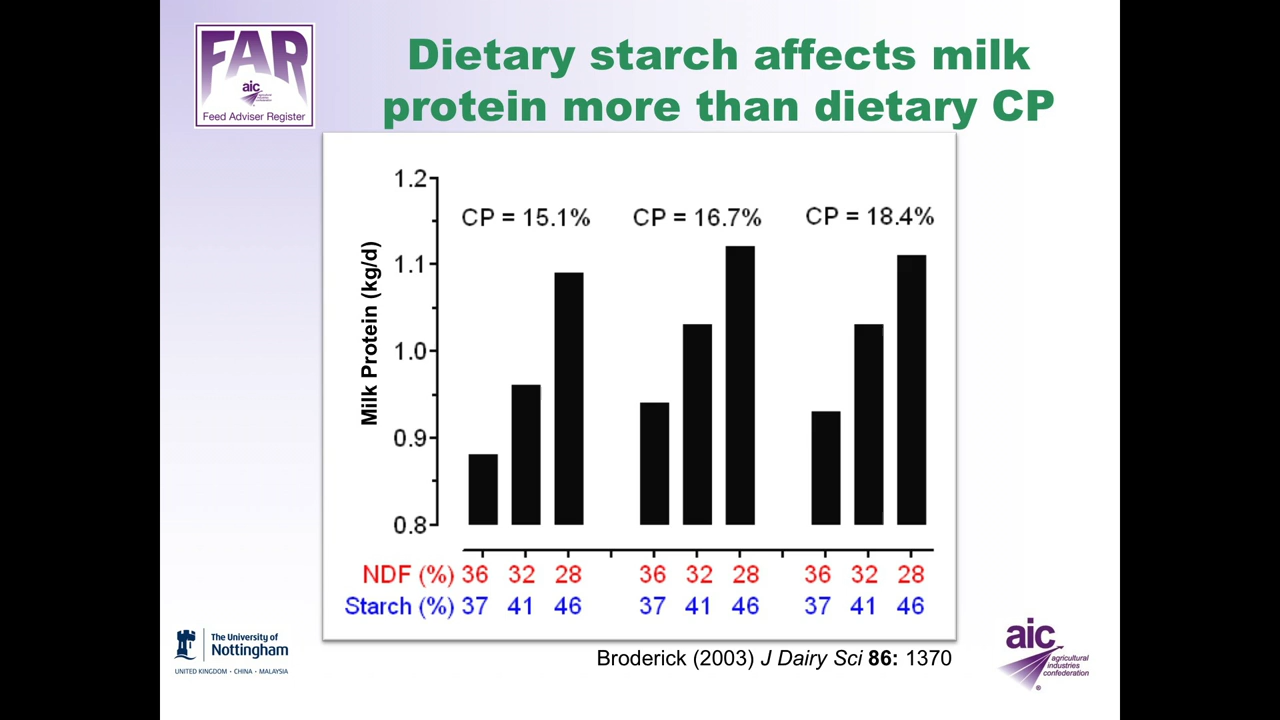 FAR
aic
agricultural
industries
confederation
Feed Adviser Register
Dietary starch affects milk
protein more than dietary CP
1.2
1.1
1.0
0.9
0.8
Milk Protein (kg/d)
CP = 15.1%
CP = 16.7%
CP = 18.4%
NDF (%) 36 32 28 36 32 28 36 32 28
Starch (%) 37 41 46 37 41 46 37 41 46
The University of
Nottingham
UNITED KINGDOM · CHINA · MALAYSIA
Broderick (2003) J Dairy Sci 86: 1370
aic
agricultural
industries
confederation
®